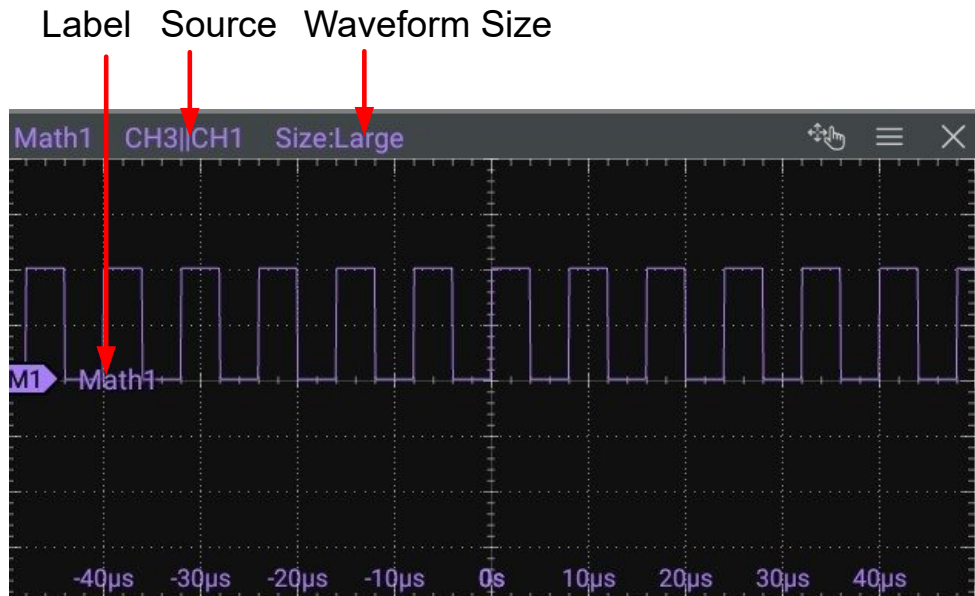 Label Source Waveform Size
Math1 CH3||CH1 Size:Large
M1 Math1
-40µs -30µs -20µs -10µs 0s 10µs 20µs 30µs 40µs